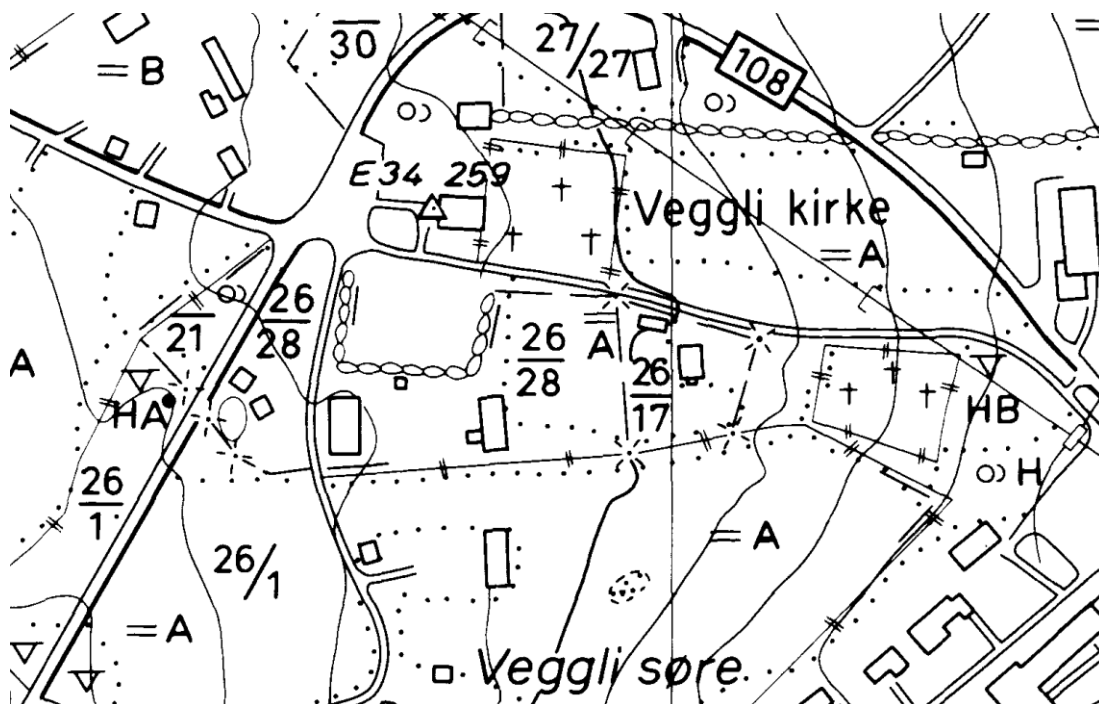 30
27/27
108
= B
E34 259
Veggli kirke
= A
21
26
28
A
A
26
28
26
17
HA
HB
H
26
1
26/1
= A
= A
Veggli søre